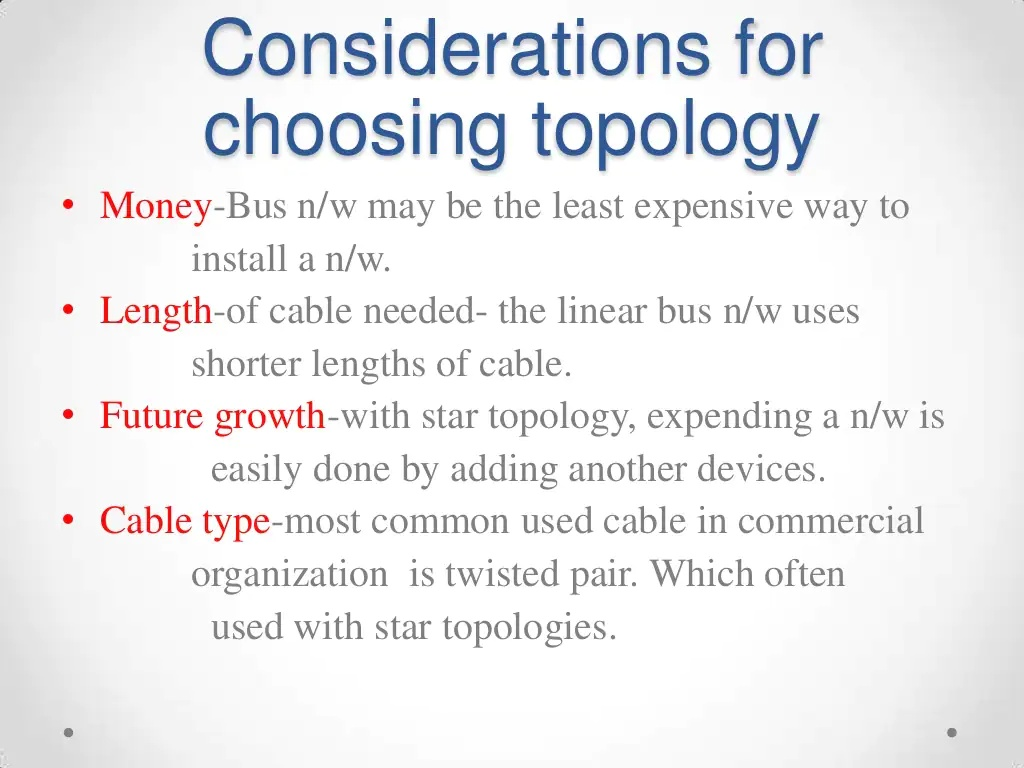 Considerations for
choosing topology
• Money-Bus n/w may be the least expensive way to
install a n/w.
• Length-of cable needed- the linear bus n/w uses
shorter lengths of cable.
• Future growth-with star topology, expending a n/w is
easily done by adding another devices.
• Cable type-most common used cable in commercial
organization  is twisted pair. Which often
used with star topologies.